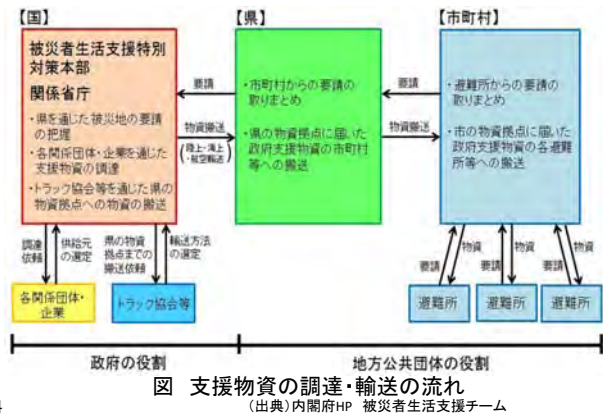 【国】
【県】
【市町村】
被災者生活支援特別
対策本部
関係省庁
・県を通じた被災地の要請
の把握
・各関係団体・企業を通じた
支援物資の調達
・トラック協会等を通じた県の
物資拠点への物資の搬送
要請
物資搬送
(陸上・海上
・航空輸送)
・市町村からの要請の
取りまとめ
・県の物資拠点に届いた
政府支援物資の市町村
等への搬送
要請
物資搬送
・避難所からの要請の
取りまとめ
・市の物資拠点に届いた
政府支援物資の各避難
所等への搬送
調達
依頼
供給元
の選定
県の物資
拠点までの
搬送依頼
輸送方法
の選定
物資
要請
物資
要請
物資
要請
各関係団体・
企業
トラック協会等
避難所
避難所
避難所
政府の役割
地方公共団体の役割
図 支援物資の調達・輸送の流れ
(出典)内閣府HP 被災者生活支援チーム